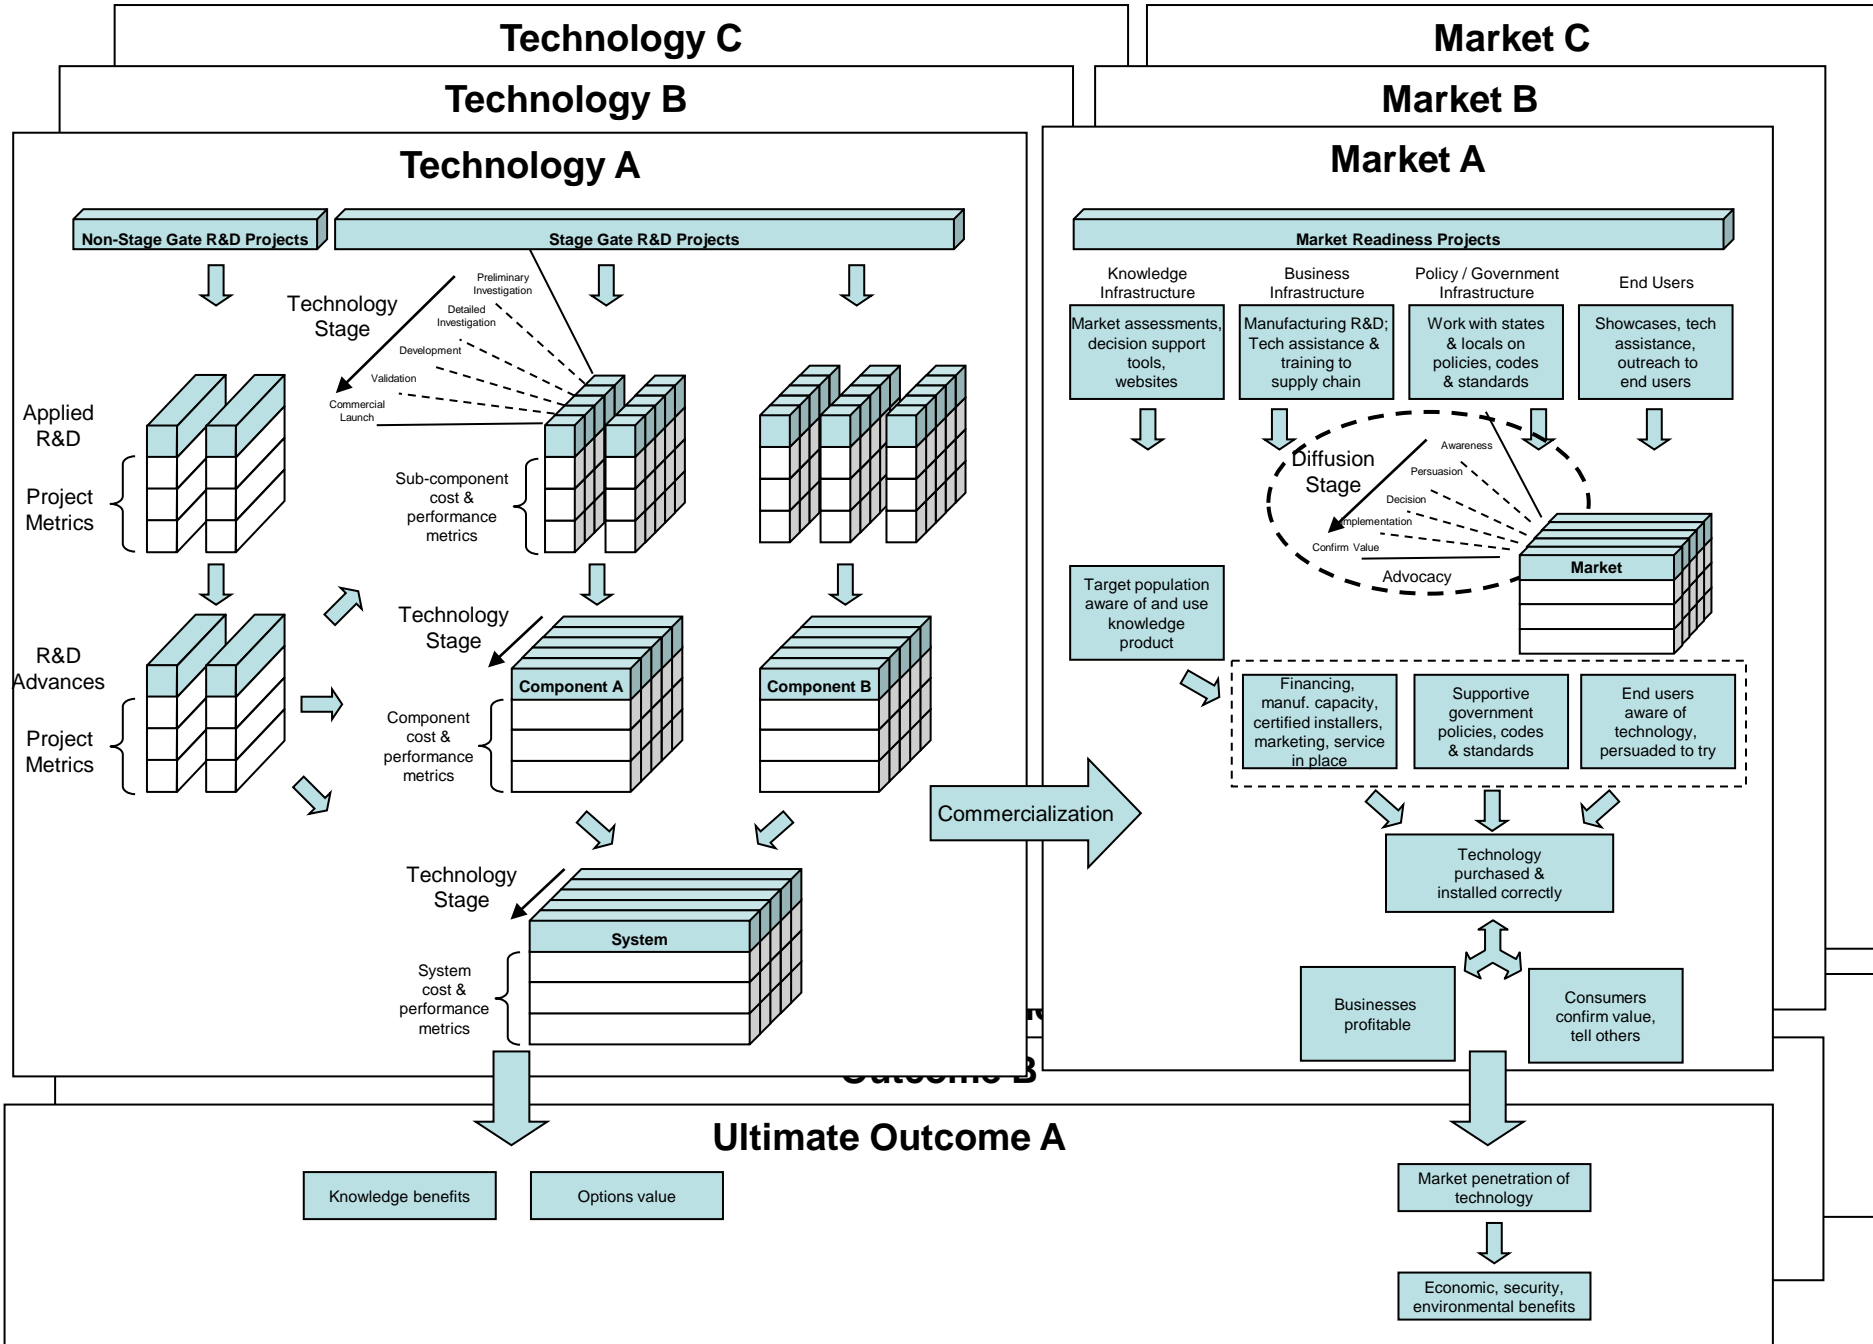 Technology C
Market C
Technology B
Market B
Technology A
Market A
Non-Stage Gate R&D Projects
Stage Gate R&D Projects
Market Readiness Projects
Technology
Stage
Preliminary
Investigation
Detailed
Investigation
Development
Validation
Commercial
Launch
Applied
R&D
Project
Metrics
Sub-component
cost &
performance
metrics
R&D
Advances
Project
Metrics
Technology
Stage
Component A
Component B
Component
cost &
performance
metrics
Technology
Stage
System
System
cost &
performance
metrics
Commercialization
Knowledge
Infrastructure
Business
Infrastructure
Policy / Government
Infrastructure
End Users
Market assessments,
decision support
tools,
websites
Manufacturing R&D;
Tech assistance &
training to
supply chain
Work with states
& locals on
policies, codes
& standards
Showcases, tech
assistance,
outreach to
end users
Diffusion
Stage
Awareness
Persuasion
Decision
Implementation
Confirm Value
Advocacy
Market
Target population
aware of and use
knowledge
product
Financing,
manuf. capacity,
certified installers,
marketing, service
in place
Supportive
government
policies, codes
& standards
End users
aware of
technology,
persuaded to try
Technology
purchased &
installed correctly
Businesses
profitable
Consumers
confirm value,
tell others
Outcome B
Ultimate Outcome A
Knowledge benefits
Options value
Market penetration of
technology
Economic, security,
environmental benefits